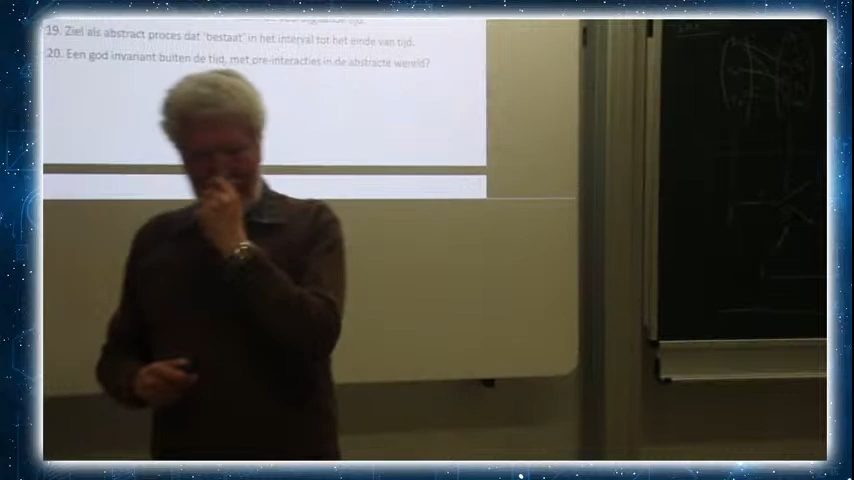 19. Ziel als abstract proces dat 'bestaat' in het interval tot het einde van tijd.
20. Een god invariant buiten de tijd, met pre-interacties in de abstracte wereld?